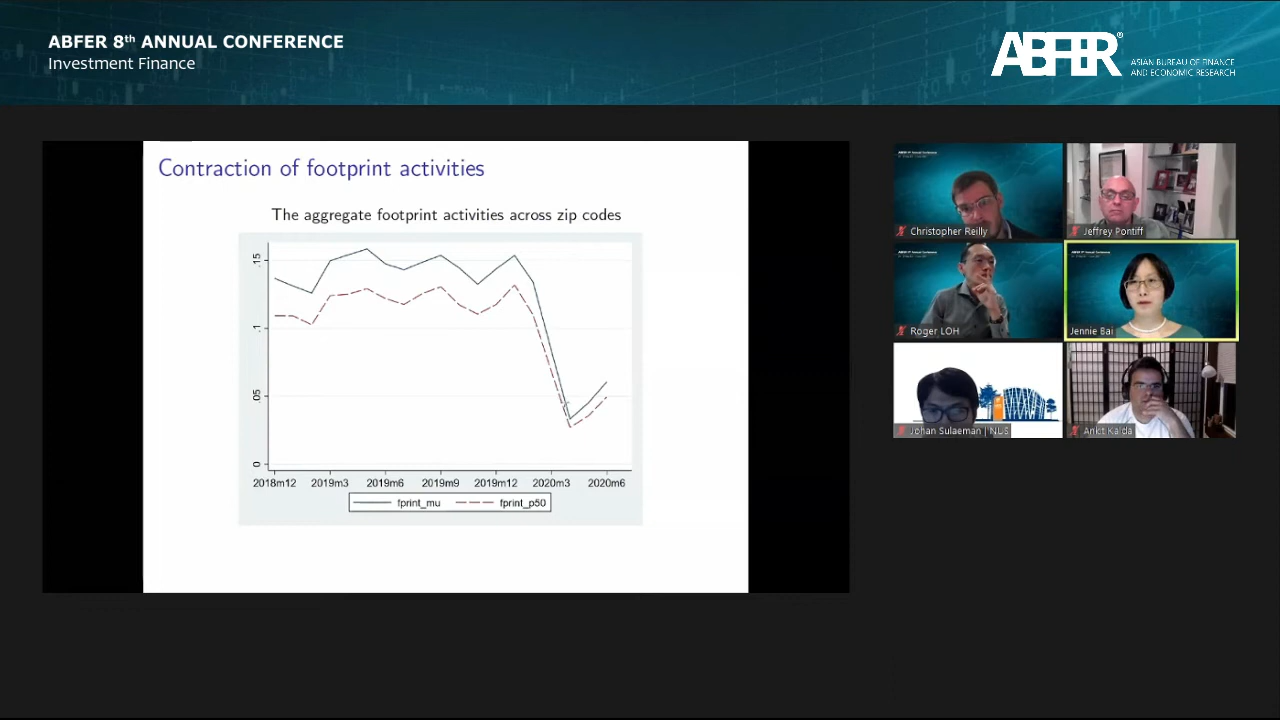 ABFER 8th ANNUAL CONFERENCE
Investment Finance
ABFER®
ASIAN BUREAU OF FINANCE
AND ECONOMIC RESEARCH
Contraction of footprint activities
The aggregate footprint activities across zip codes
.15
.1
.05
0
2018m12 2019m3 2019m6 2019m9 2019m12 2020m3 2020m6
fprint_mu fprint_p50
Christopher Reilly
Jeffrey Pontiff
Roger LOH
Jennie Bai
Johan Sulaeman | NUS
Ankit Kalda